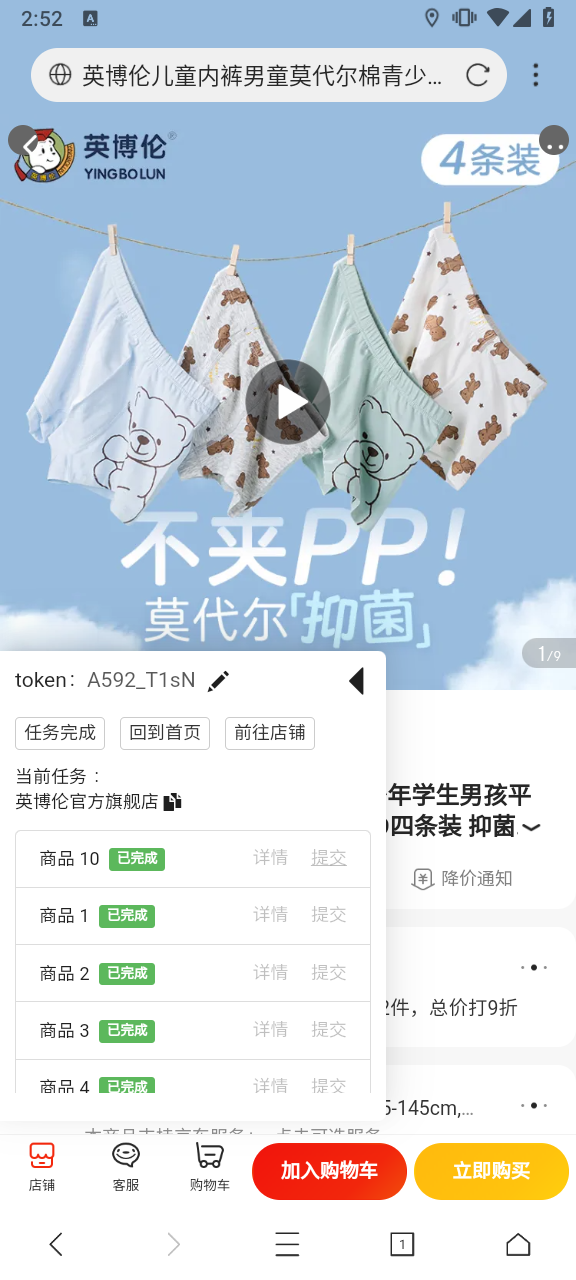 2:52
A
英博伦儿童内裤男童莫代尔棉青少...
英博伦®
YINGBOLUN
4条装
不夹PP!
莫代尔「抑菌」
1/9
token: A592_T1sN
任务完成 回到首页 前往店铺
当前任务：
英博伦官方旗舰店
年学生男孩平
四条装 抑菌
降价通知
商品 10 已完成 详情 提交
商品 1 已完成 详情 提交
商品 2 已完成 详情 提交
2件，总价打9折
商品 3 已完成 详情 提交
商品 4 已完成 详情 提交
5-145cm,...
店铺 客服 购物车 加入购物车 立即购买
1